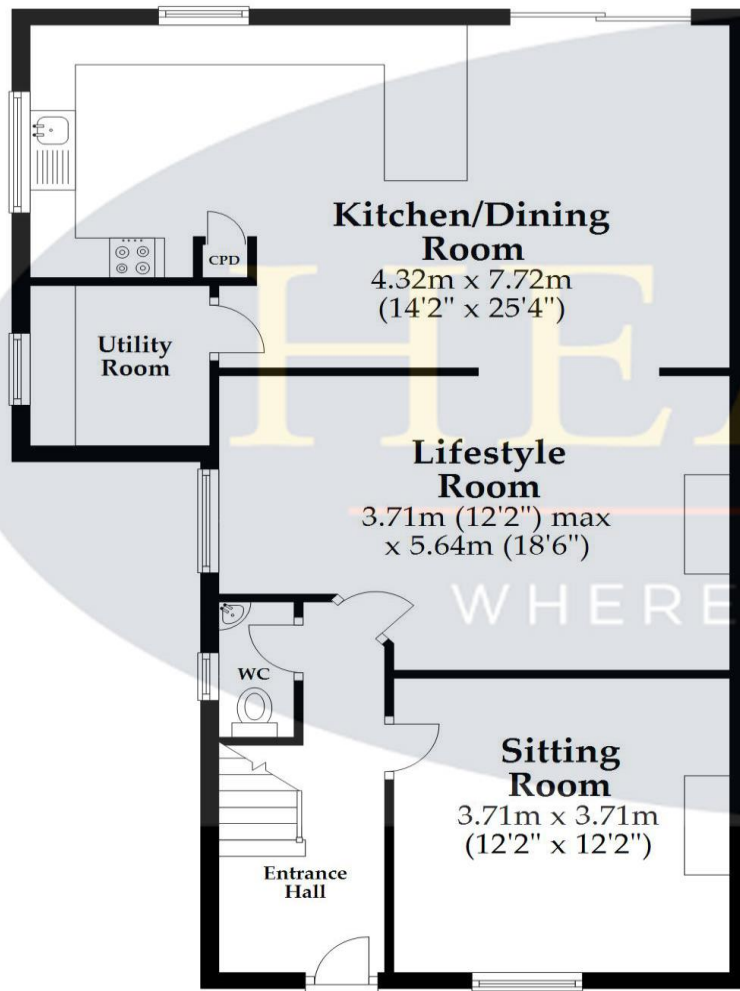 Kitchen/Dining
Room
4.32m x 7.72m
(14'2" x 25'4")
CPD
Utility
Room
HEA
Lifestyle
Room
3.71m (12'2") max
x 5.64m (18'6")
WHERE
WC
Sitting
Room
3.71m x 3.71m
(12'2" x 12'2")
Entrance
Hall